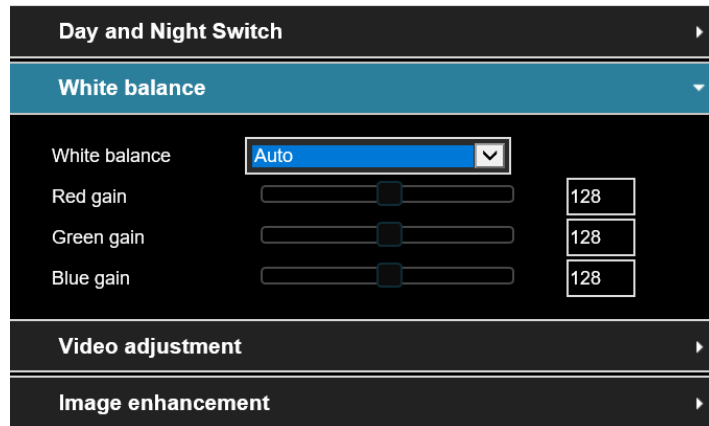 Day and Night Switch
White balance
White balance Auto
Red gain 128
Green gain 128
Blue gain 128
Video adjustment
Image enhancement